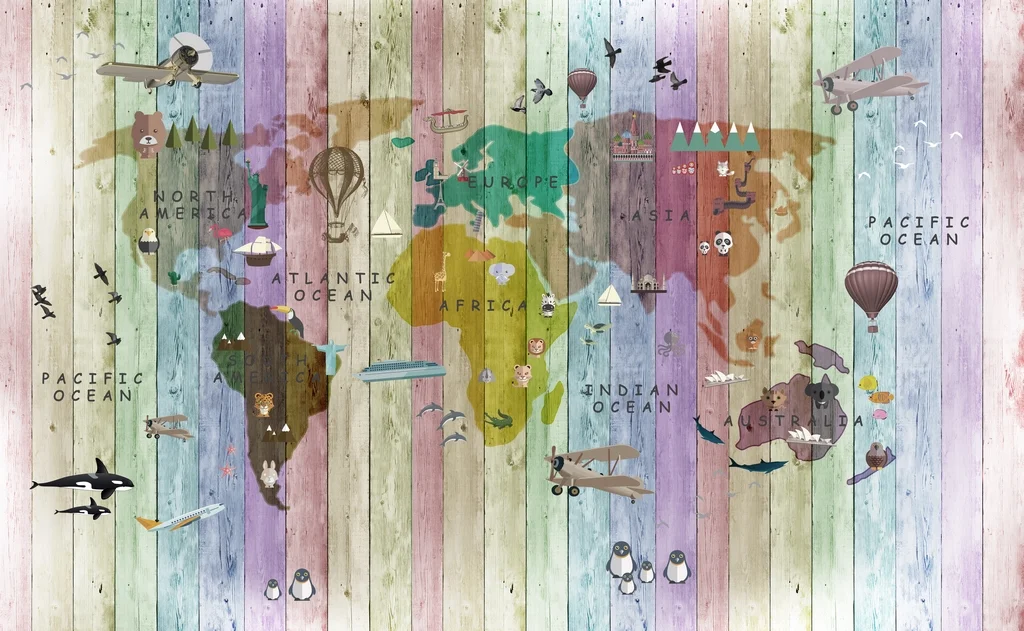 NORTH
AMERICA
EUROPE
ASIA
PACIFIC
OCEAN
ATLANTIC
OCEAN
AFRICA
SOUTH
AMERICA
PACIFIC
OCEAN
INDIAN
OCEAN
AUSTRALIA